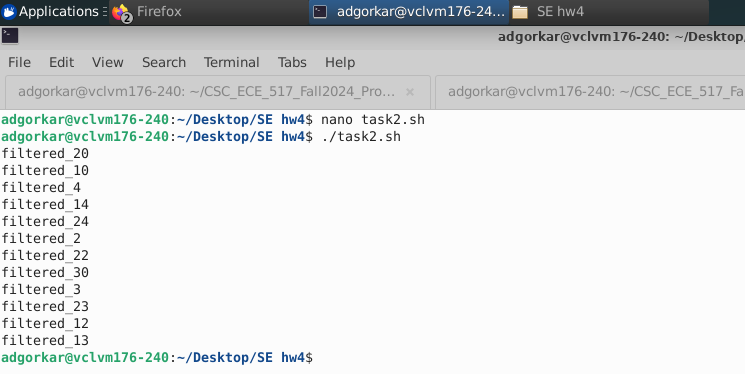 Applications
2 Firefox
adgorkar@vclvm176-24...
SE hw4
adgorkar@vclvm176-240: ~/Desktop/
File Edit View Search Terminal Tabs Help
adgorkar@vclvm176-240: ~/CSC_ECE_517_Fall2024_Pro... ×
adgorkar@vclvm176-240: ~/CSC_ECE_517_Fa
adgorkar@vclvm176-240:~/Desktop/SE hw4$ nano task2.sh
adgorkar@vclvm176-240:~/Desktop/SE hw4$ ./task2.sh
filtered_20
filtered_10
filtered_4
filtered_14
filtered_24
filtered_2
filtered_22
filtered_30
filtered_3
filtered_23
filtered_12
filtered_13
adgorkar@vclvm176-240:~/Desktop/SE hw4$